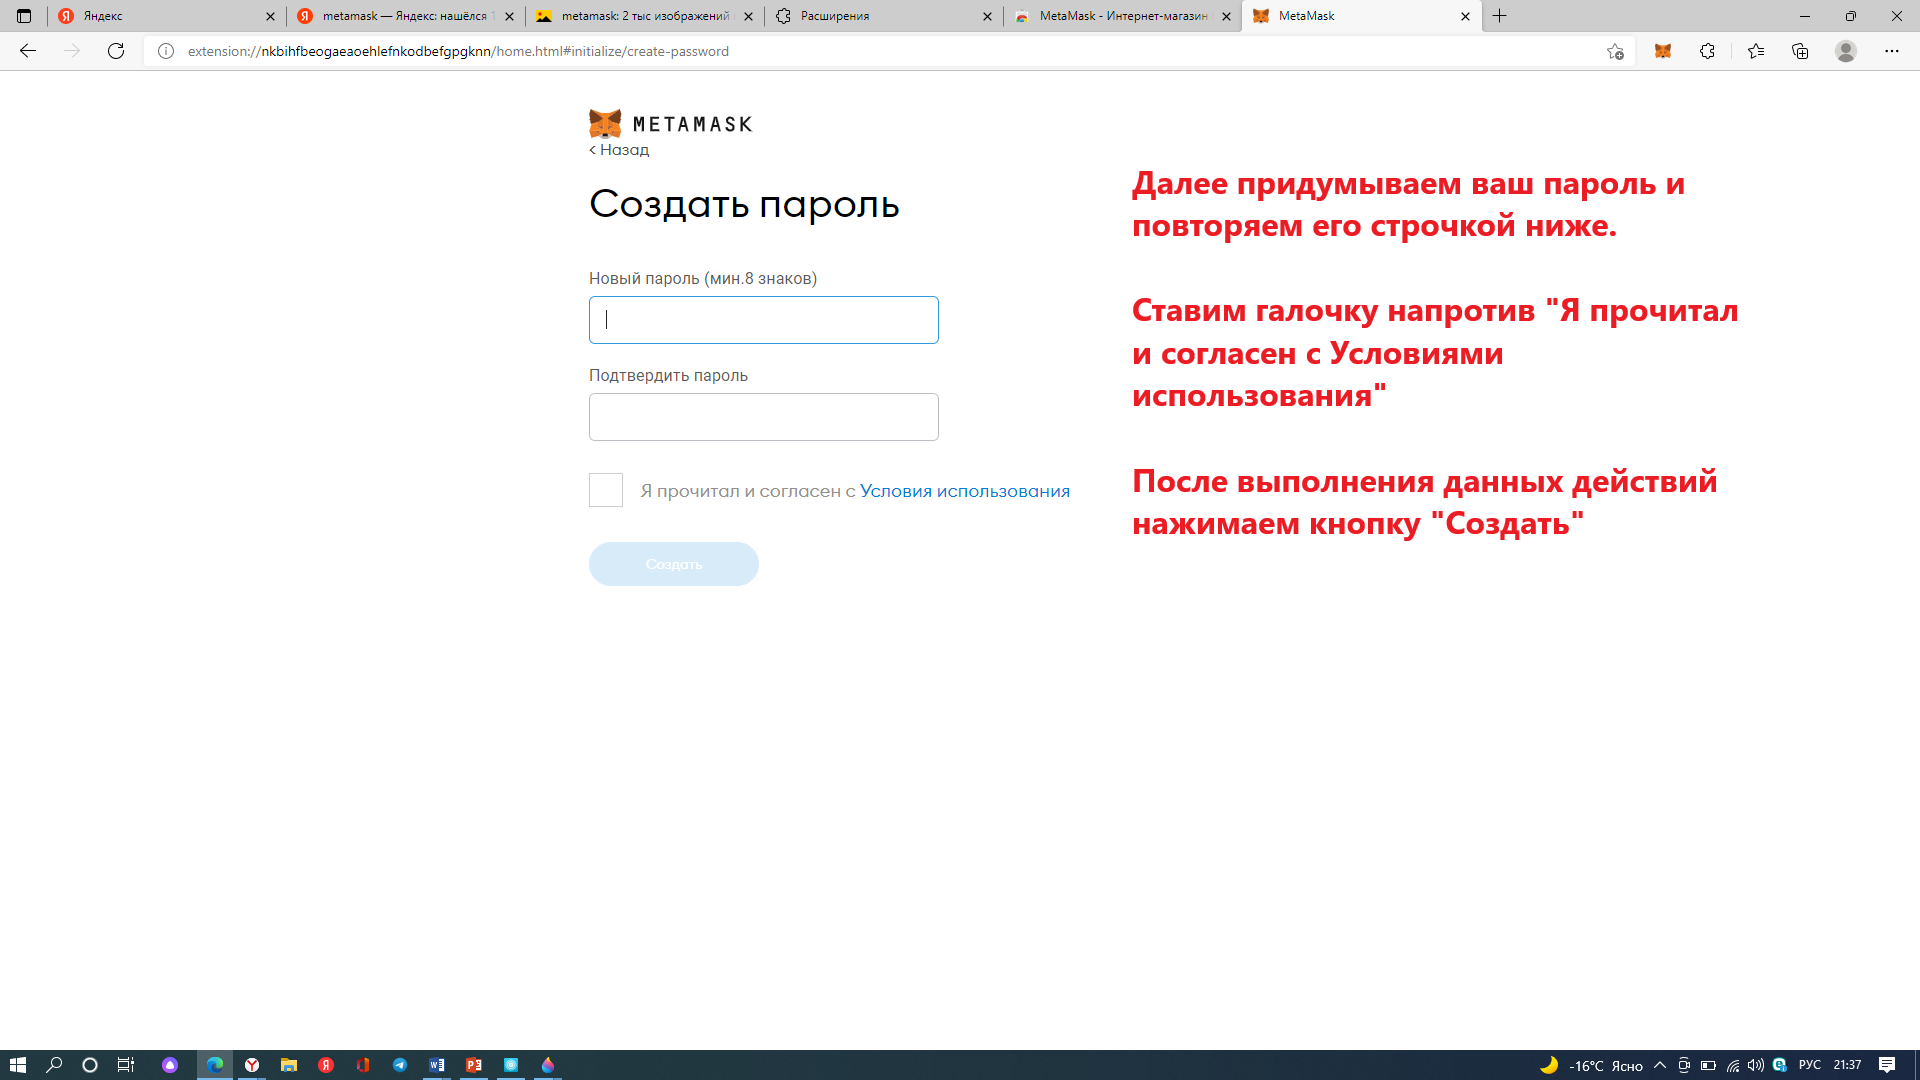 Яндекс
metamask — Яндекс: нашёлся
metamask: 2 тыс изображений
Расширения
MetaMask - Интернет-магазин
MetaMask
extension://nkbihfbeogaeaoehlefnkodbefgpgknn/home.html#initialize/create-password
METAMASK
< Назад
Создать пароль
Новый пароль (мин.8 знаков)
Подтвердить пароль
Я прочитал и согласен с Условия использования
Создать
Далее придумываем ваш пароль и
повторяем его строчкой ниже.
Ставим галочку напротив "Я прочитал
и согласен с Условиями
использования"
После выполнения данных действий
нажимаем кнопку "Создать"
-16°C Ясно
РУС
21:37